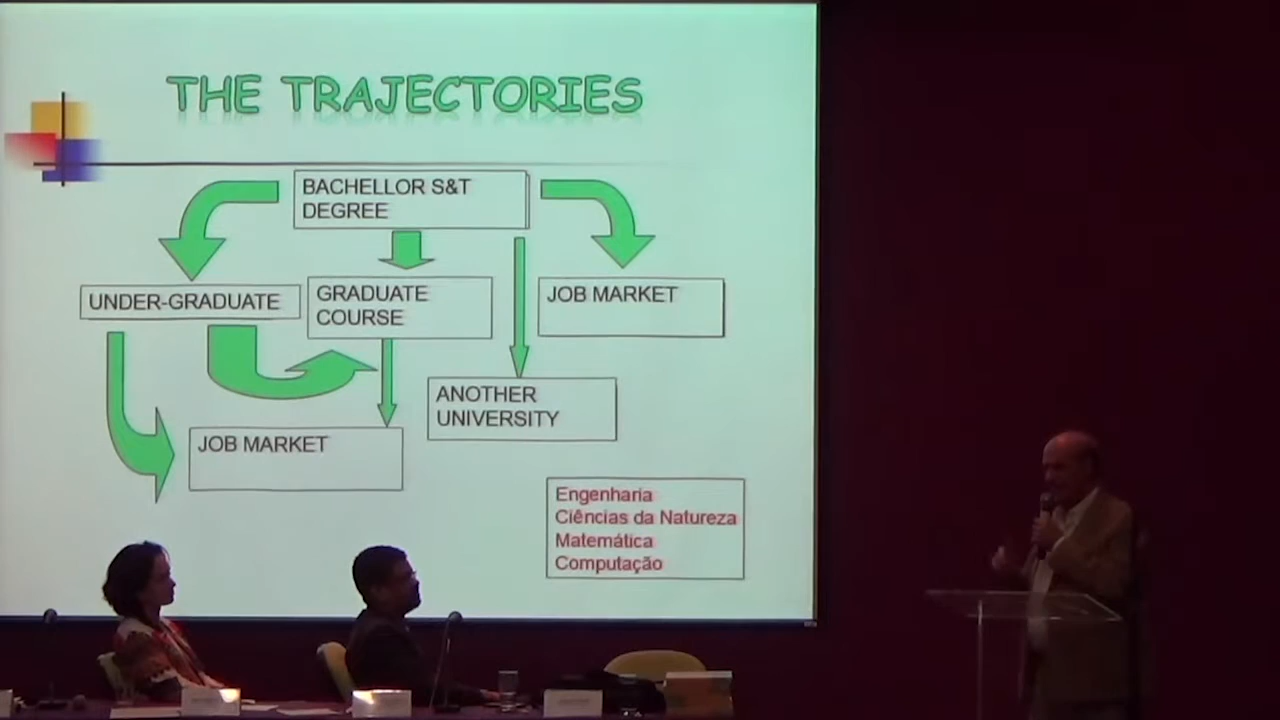 THE TRAJECTORIES
BACHELLOR S&T
DEGREE
UNDER-GRADUATE
GRADUATE
COURSE
JOB MARKET
ANOTHER
UNIVERSITY
JOB MARKET
Engenharia
Ciências da Natureza
Matemática
Computação